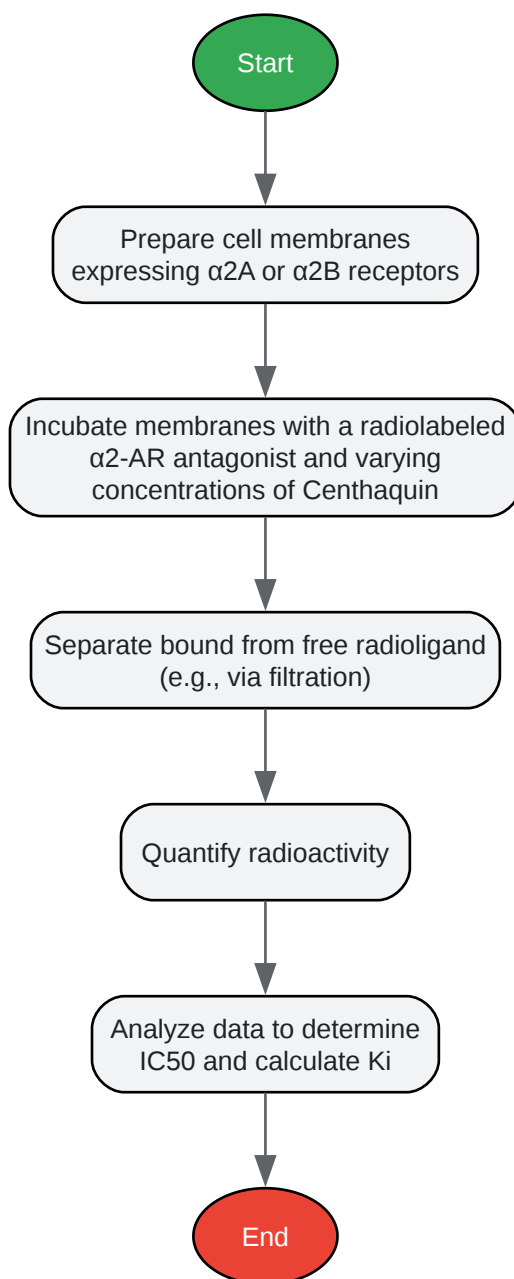 Start
Prepare cell membranes
expressing α2A or α2B receptors
Incubate membranes with a radiolabeled
α2-AR antagonist and varying
concentrations of Centhaquin
Separate bound from free radioligand
(e.g., via filtration)
Quantify radioactivity
Analyze data to determine
IC50 and calculate Ki
End